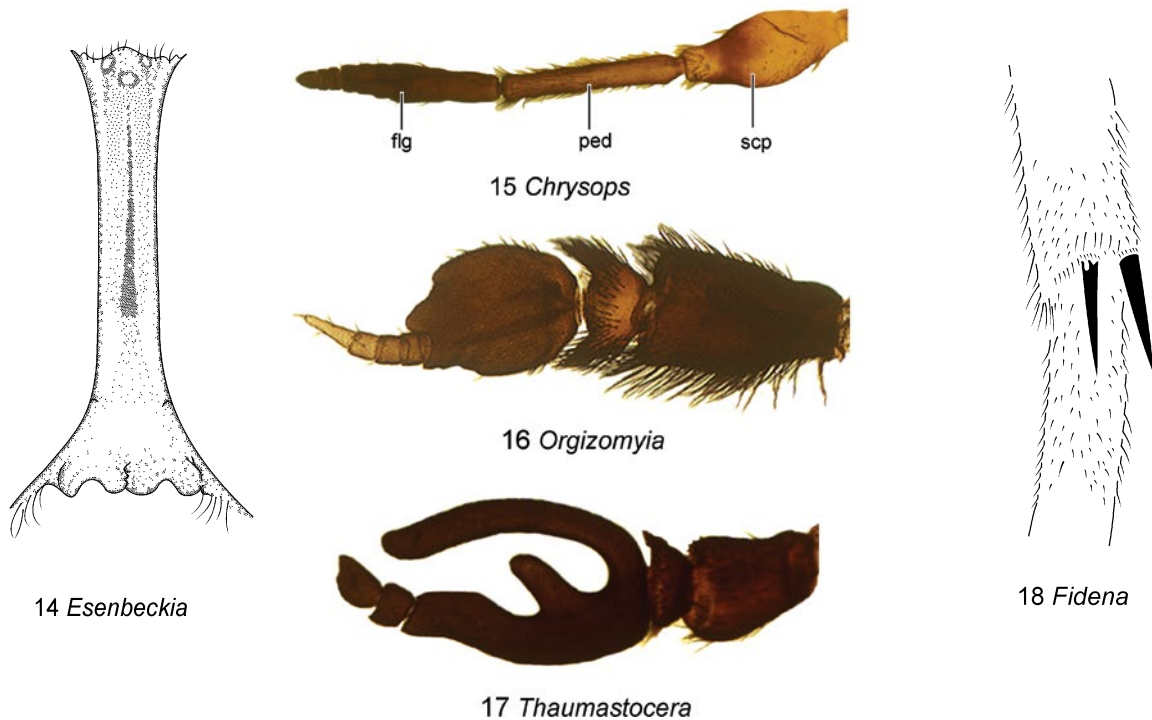 flg
ped
scp
15 Chrysops
16 Orgizomyia
14 Esenbeckia
18 Fidena
17 Thaumastocera